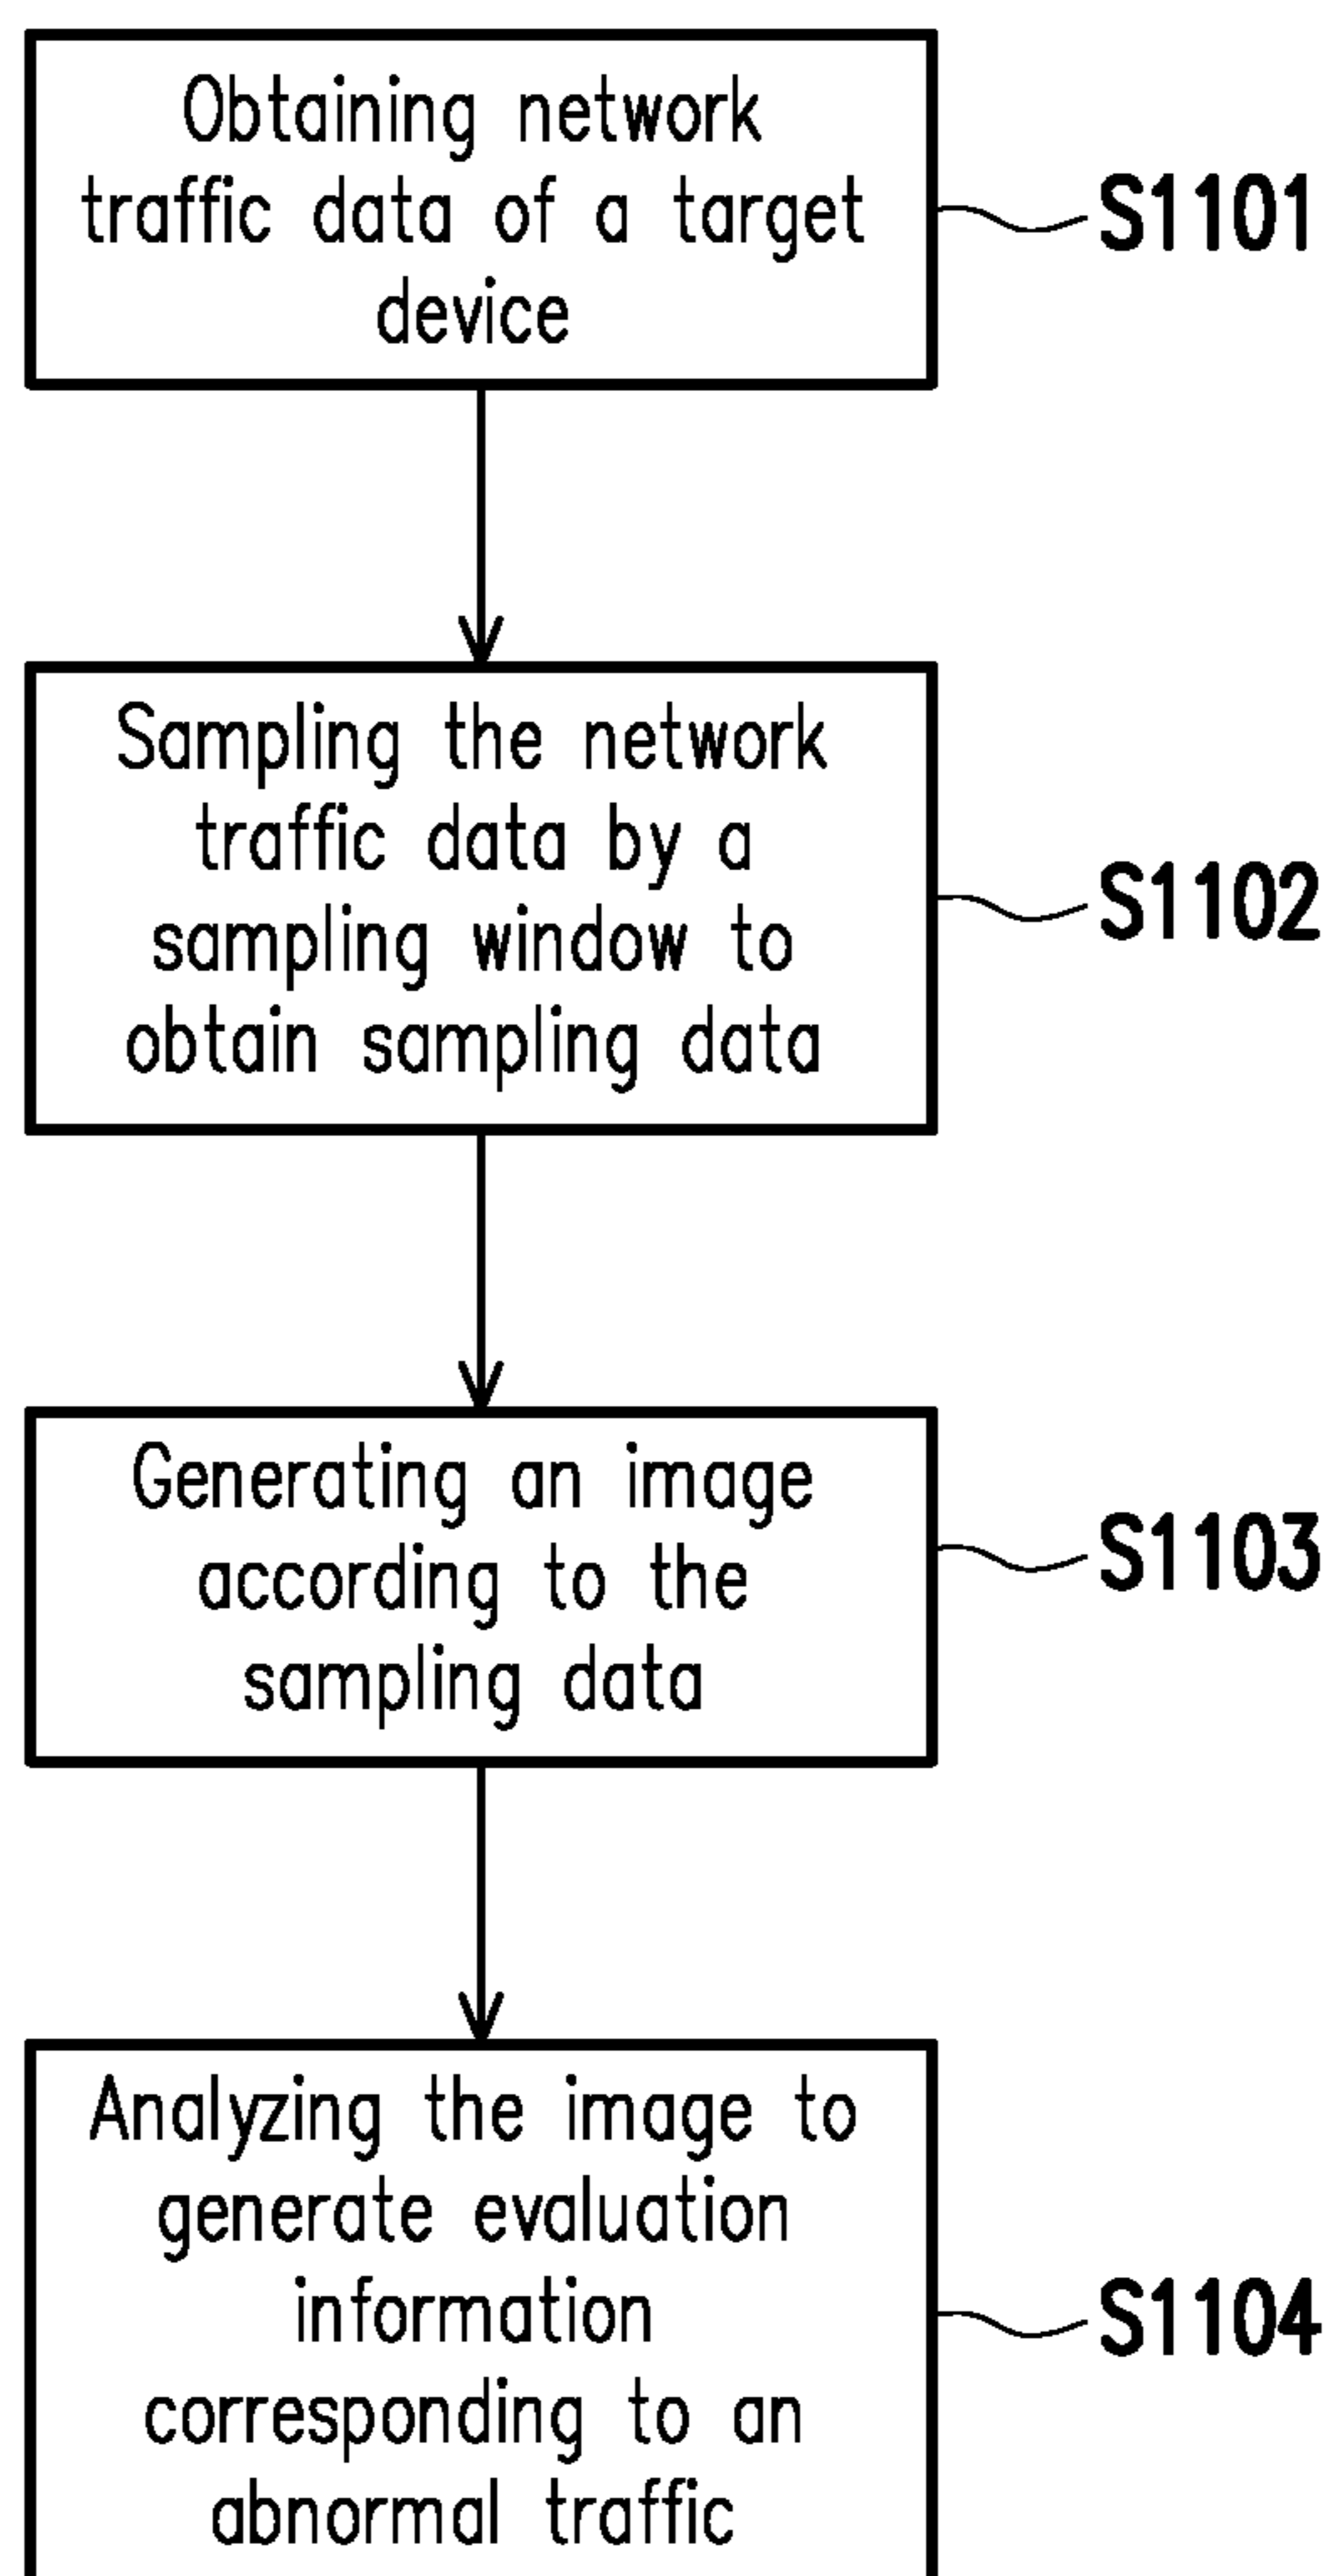 Obtaining network
traffic data of a target
device
S1101
Sampling the network
traffic data by a
sampling window to
obtain sampling data
S1102
Generating an image
according to the
sampling data
S1103
Analyzing the image to
generate evaluation
information
corresponding to an
abnormal traffic
S1104